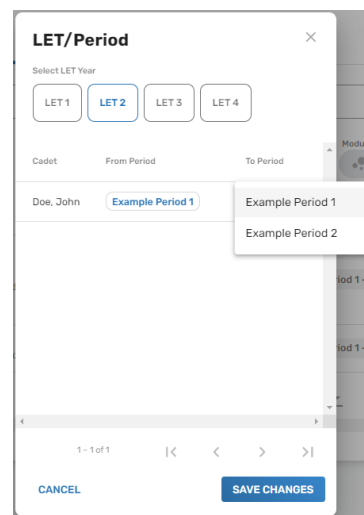 LET/Period
Select LET Year
LET 1 LET 2 LET 3 LET 4
Cadet From Period To Period
Doe, John Example Period 1 Example Period 1
Example Period 2
1 – 1 of 1
CANCEL SAVE CHANGES